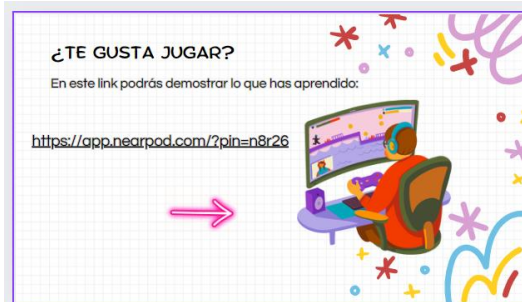 ¿TE GUSTA JUGAR?
En este link podrás demostrar lo que has aprendido:
https://app.nearpod.com/?pin=n8r26